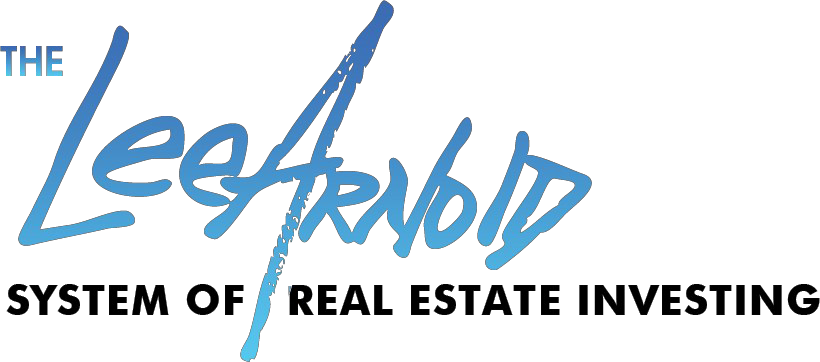 THE
LeeArnold
SYSTEM OF REAL ESTATE INVESTING